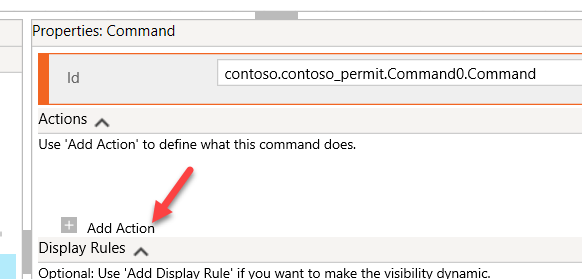 Properties: Command
Id
contoso.contoso_permit.Command0.Command
Actions
Use 'Add Action' to define what this command does.
Add Action
Display Rules
Optional: Use 'Add Display Rule' if you want to make the visibility dynamic.